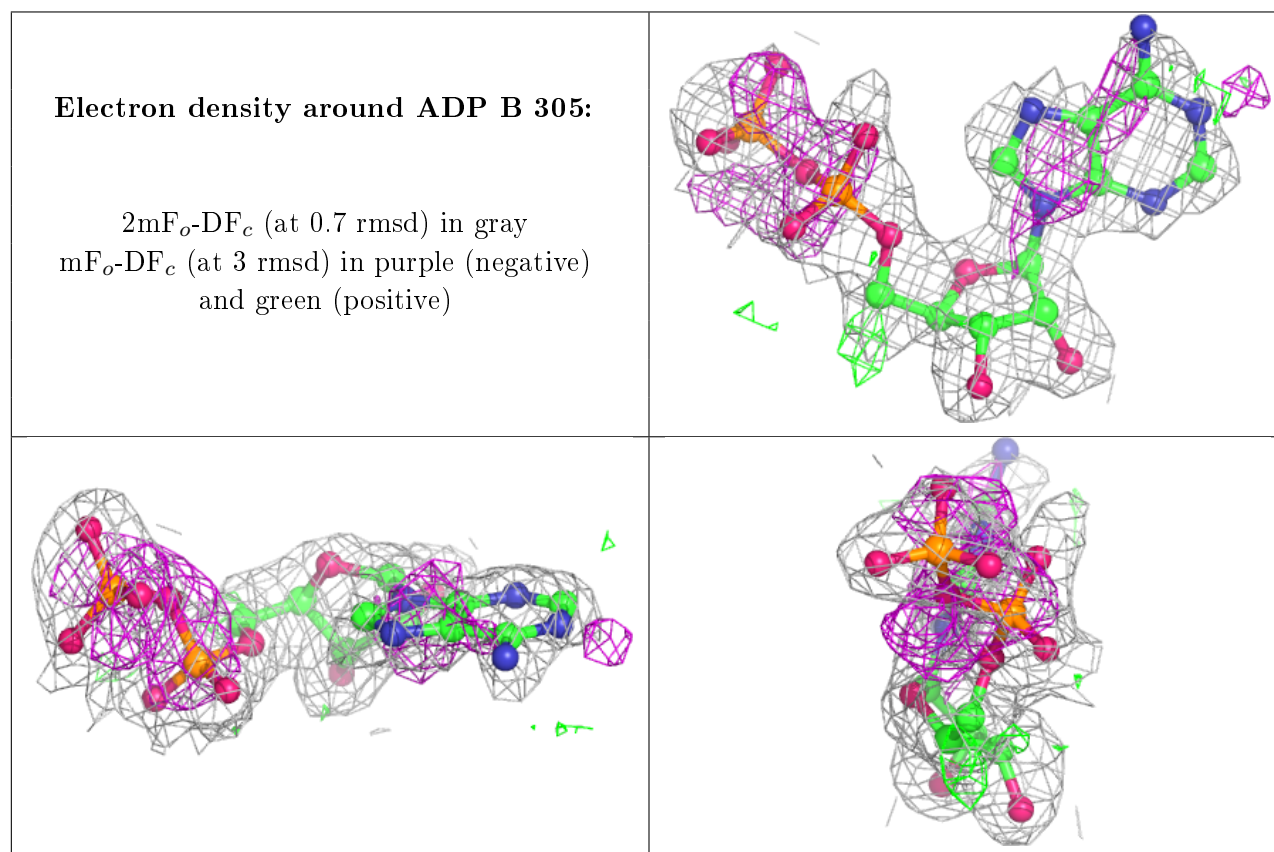 Electron density around ADP B 305:
2mFₒ-DF𝒸 (at 0.7 rmsd) in gray
mFₒ-DF𝒸 (at 3 rmsd) in purple (negative)
and green (positive)